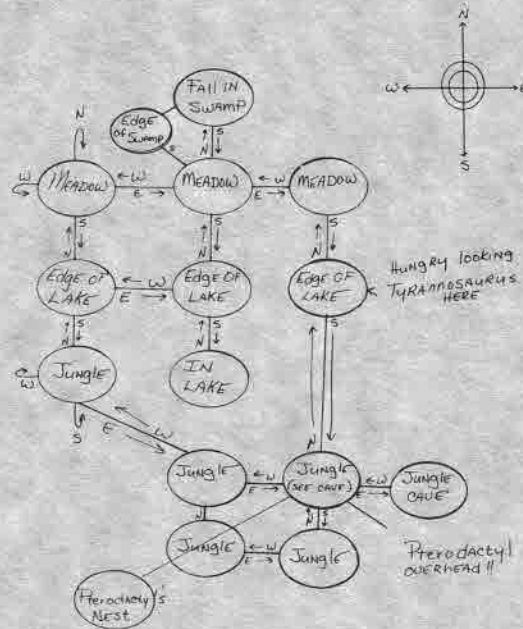 N
FALL IN
SWAMP
Edge
of Swamp
W
E
S
N
S
N
S
W
MEADOW
W
E
MEADOW
W
E
MEADOW
S
N
S
N
S
N
Edge of
LAKE
W
E
Edge OF
LAKE
Edge OF
LAKE
HUNGRY looking
TYRANNOSAURUS
HERE
S
N
S
N
S
Jungle
W
IN
LAKE
S
E
W
N
Jungle
W
E
Jungle
(SEE CAVE)
W
E
Jungle
CAVE
N
N
S
Jungle
W
E
Jungle
Pterodactyl
OVERHEAD!!
Pterodactyl's
NEST